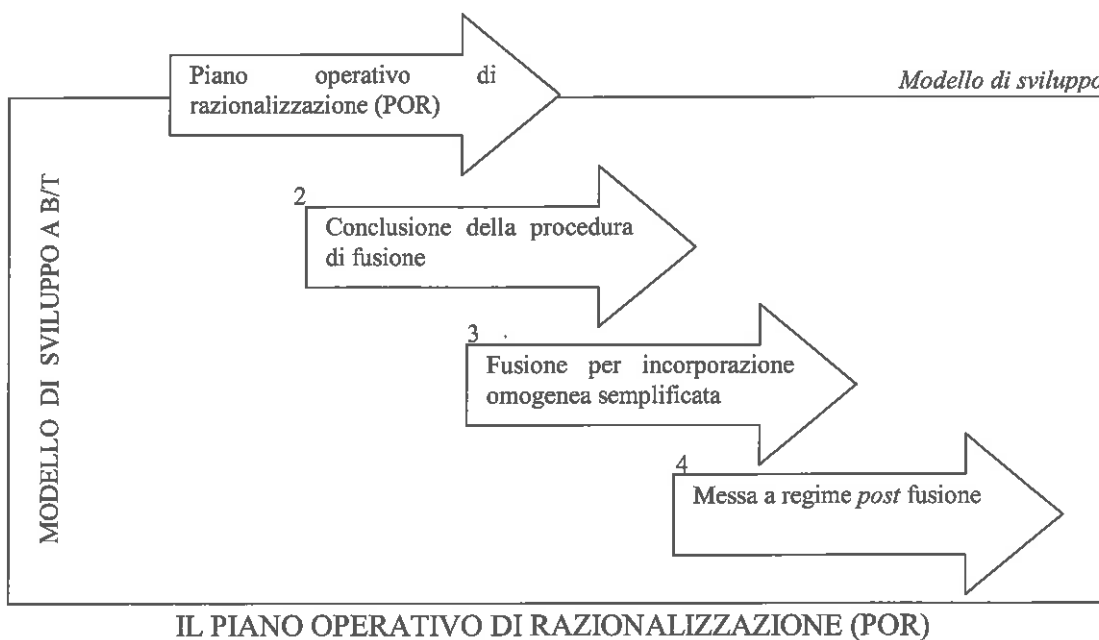 Piano operativo di
razionalizzazione (POR)
Modello di sviluppo
MODELLO DI SVILUPPO A B/T
2
Conclusione della procedura
di fusione
3
Fusione per incorporazione
omogenea semplificata
4
Messa a regime post fusione
IL PIANO OPERATIVO DI RAZIONALIZZAZIONE (POR)